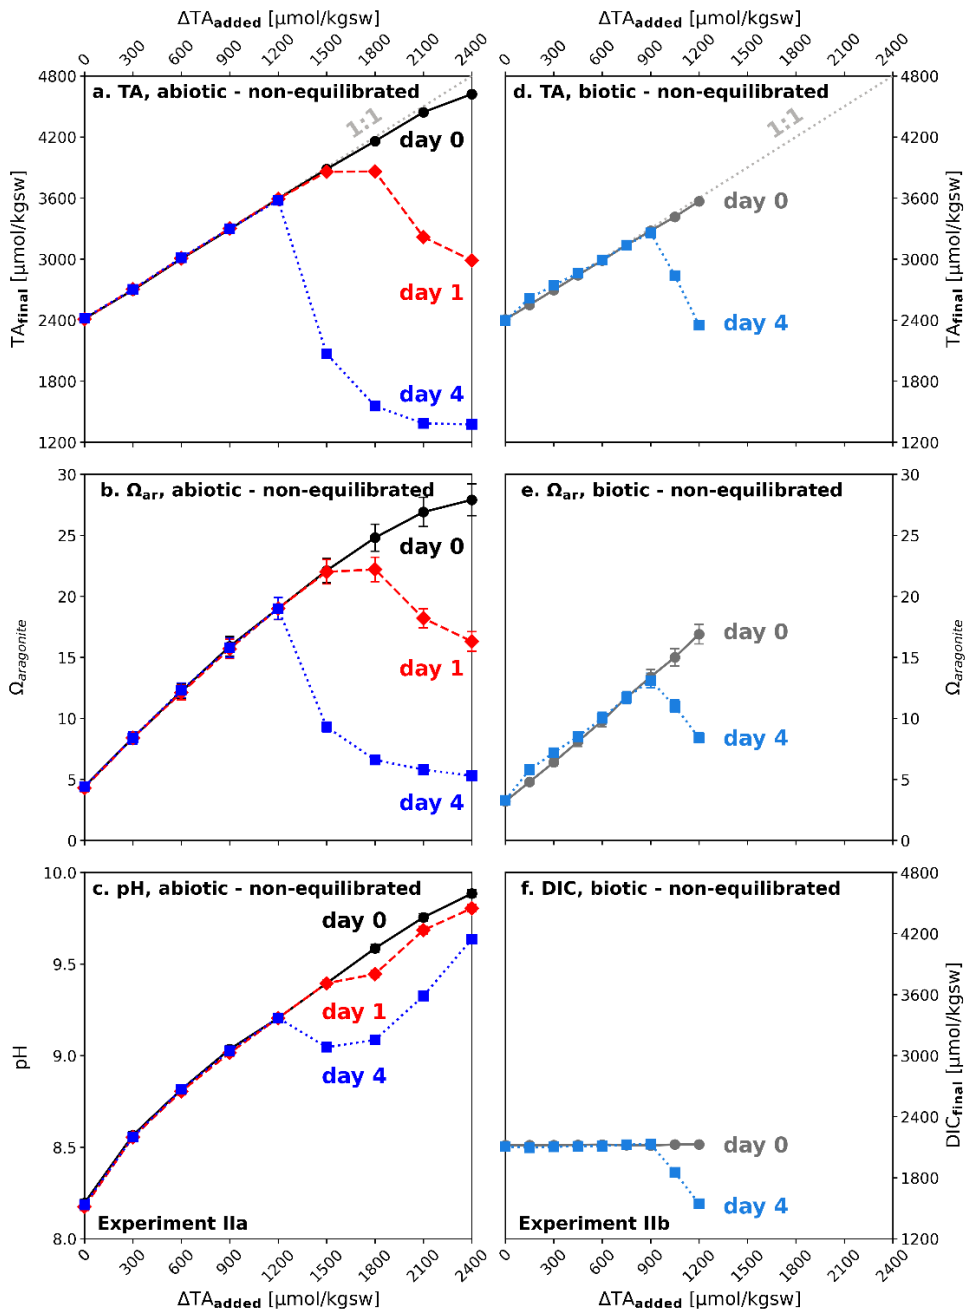 ΔTAadded [μmol/kgsw]
ΔTAadded [μmol/kgsw]
0 300 600 900 1200 1500 1800 2100 2400
0 300 600 900 1200 1500 1800 2100 2400
a. TA, abiotic - non-equilibrated
1:1
day 0
day 1
day 4
4800
4200
3600
3000
2400
1800
1200
TAfinal [μmol/kgsw]
d. TA, biotic - non-equilibrated
1:1
day 0
day 4
4800
4200
3600
3000
2400
1800
1200
TAfinal [μmol/kgsw]
b. Ωar, abiotic - non-equilibrated
day 0
day 1
day 4
30
25
20
15
10
5
0
Ωaragonite
e. Ωar, biotic - non-equilibrated
day 0
day 4
30
25
20
15
10
5
0
Ωaragonite
c. pH, abiotic - non-equilibrated
day 0
day 1
day 4
Experiment IIa
10.0
9.5
9.0
8.5
8.0
pH
f. DIC, biotic - non-equilibrated
day 0
day 4
Experiment IIb
4800
4200
3600
3000
2400
1800
1200
DICfinal [μmol/kgsw]
0 300 600 900 1200 1500 1800 2100 2400
0 300 600 900 1200 1500 1800 2100 2400
ΔTAadded [μmol/kgsw]
ΔTAadded [μmol/kgsw]